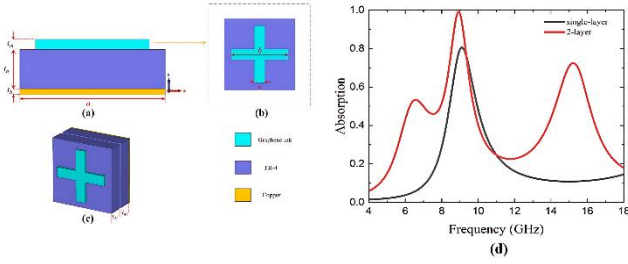 (a)
a
(b)
Graphene ink
FR-4
Copper
(c)
single-layer
2-layer
Absorption
1.0
0.8
0.6
0.4
0.2
0.0
4 6 8 10 12 14 16 18
Frequency (GHz)
(d)